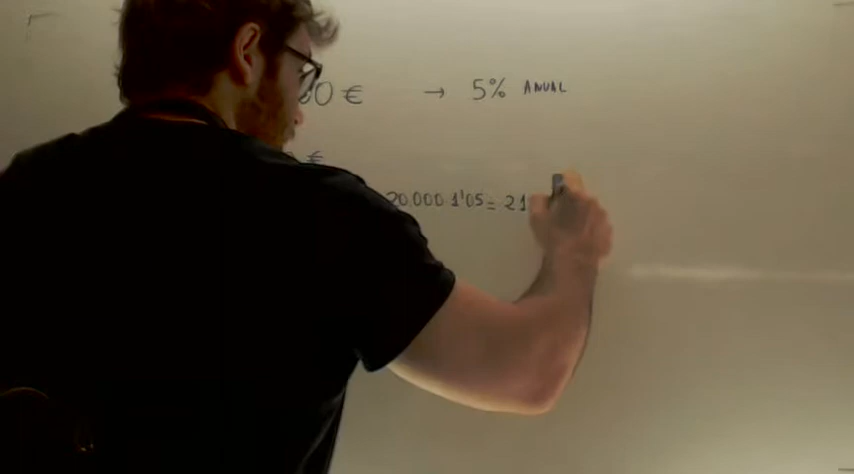 0 € → 5% ANUAL
€
20.000 1'05 = 21